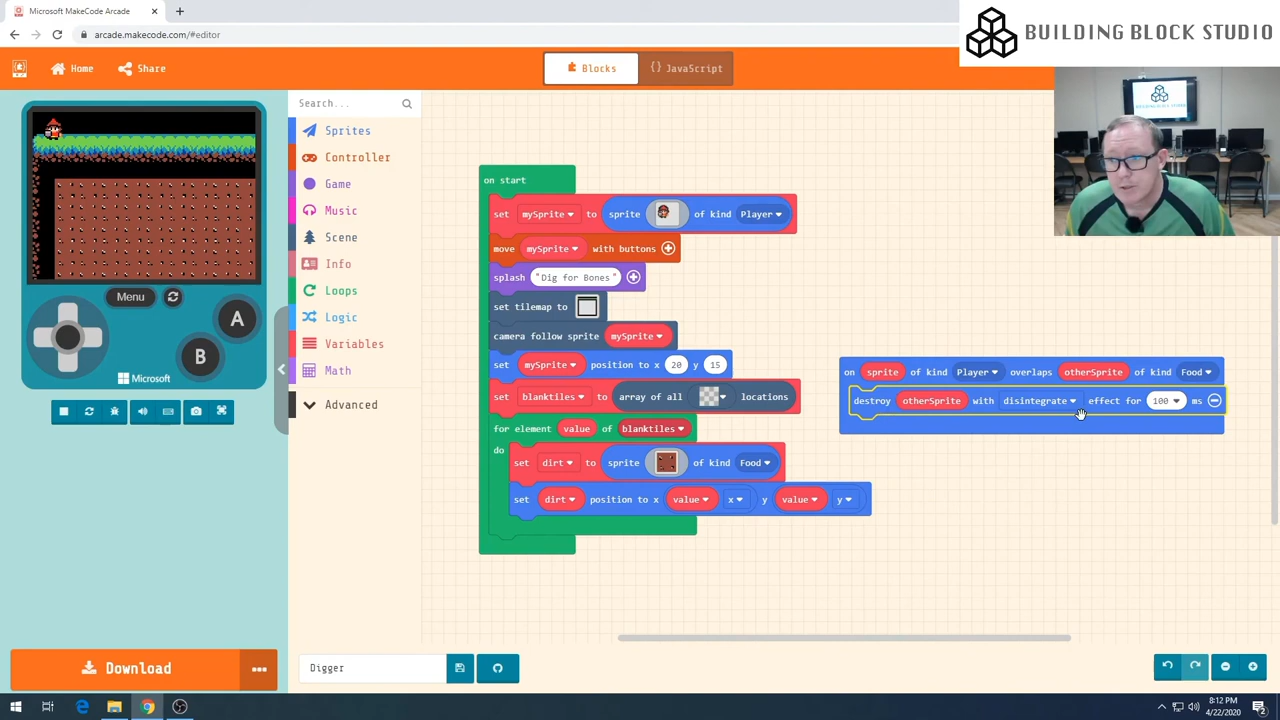 Microsoft MakeCode Arcade
arcade.makecode.com/#editor
BUILDING BLOCK STUDIO
Home
Share
Blocks
{} JavaScript
Search...
Sprites
Controller
Game
Music
Scene
Info
Loops
Logic
Variables
Math
Advanced
Menu
A
B
Microsoft
on start
set mySprite to sprite of kind Player
move mySprite with buttons
splash "Dig for Bones"
set tilemap to
camera follow sprite mySprite
set mySprite position to x 20 y 15
set blanktiles to array of all locations
for element value of blanktiles
do
set dirt to sprite of kind Food
set dirt position to x value x y value y
on sprite of kind Player overlaps otherSprite of kind Food
destroy otherSprite with disintegrate effect for 100 ms
Download
Digger
8:12 PM
4/22/2020
2